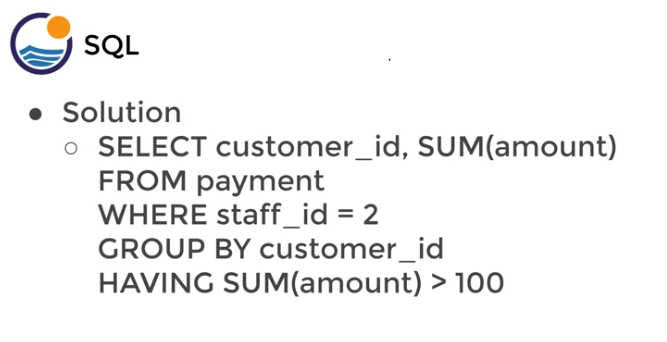 SQL
● Solution
○ SELECT customer_id, SUM(amount)
FROM payment
WHERE staff_id = 2
GROUP BY customer_id
HAVING SUM(amount) > 100